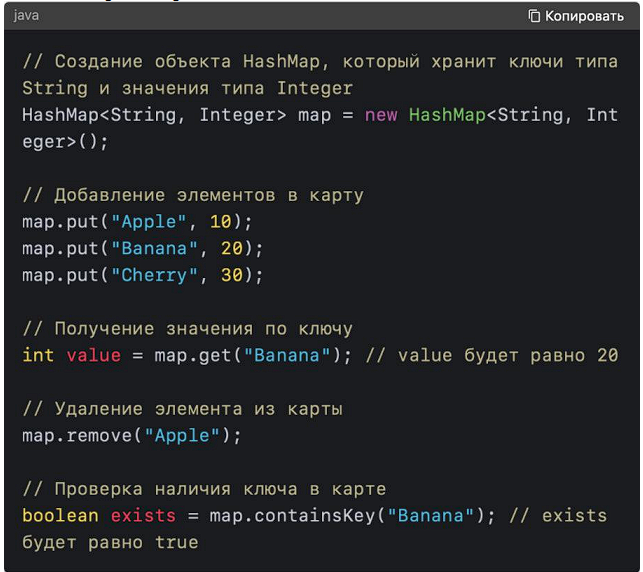 java
Копировать
// Создание объекта HashMap, который хранит ключи типа
String и значения типа Integer
HashMap<String, Integer> map = new HashMap<String, Int
eger>();
// Добавление элементов в карту
map.put("Apple", 10);
map.put("Banana", 20);
map.put("Cherry", 30);
// Получение значения по ключу
int value = map.get("Banana"); // value будет равно 20
// Удаление элемента из карты
map.remove("Apple");
// Проверка наличия ключа в карте
boolean exists = map.containsKey("Banana"); // exists
будет равно true